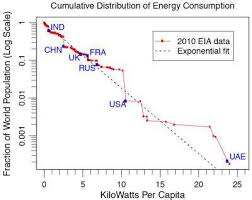 Cumulative Distribution of Energy Consumption
Fraction of World Population (Log Scale)
1
0.1
0.01
0.001
IND
CHN
UK
FRA
RUS
USA
UAE
2010 EIA data
Exponential fit
0
5
10
15
20
25
KiloWatts Per Capita